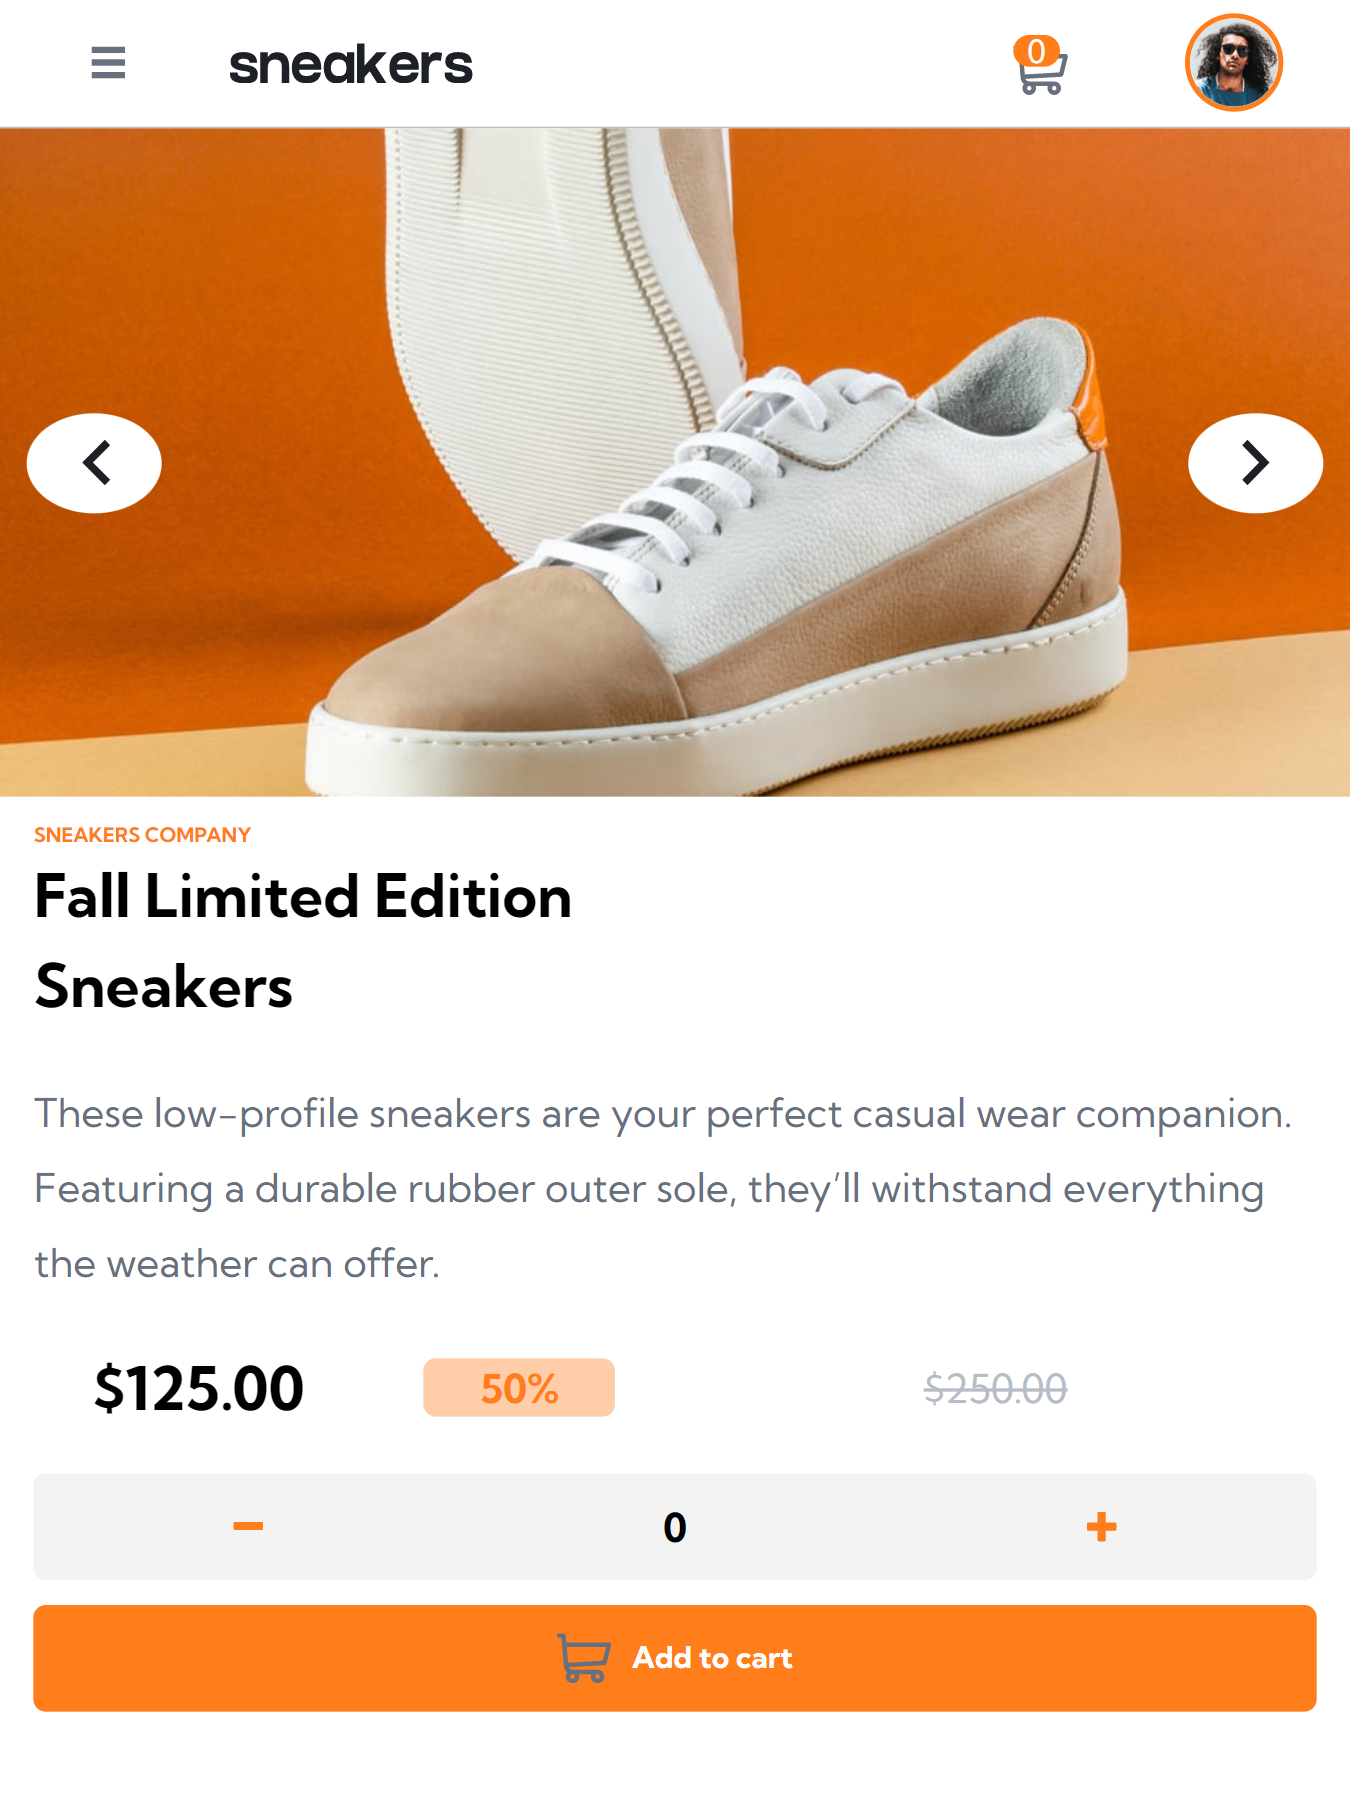 sneakers
0
SNEAKERS COMPANY
Fall Limited Edition
Sneakers
These low-profile sneakers are your perfect casual wear companion.
Featuring a durable rubber outer sole, they’ll withstand everything
the weather can offer.
$125.00
50%
$250.00
0
Add to cart